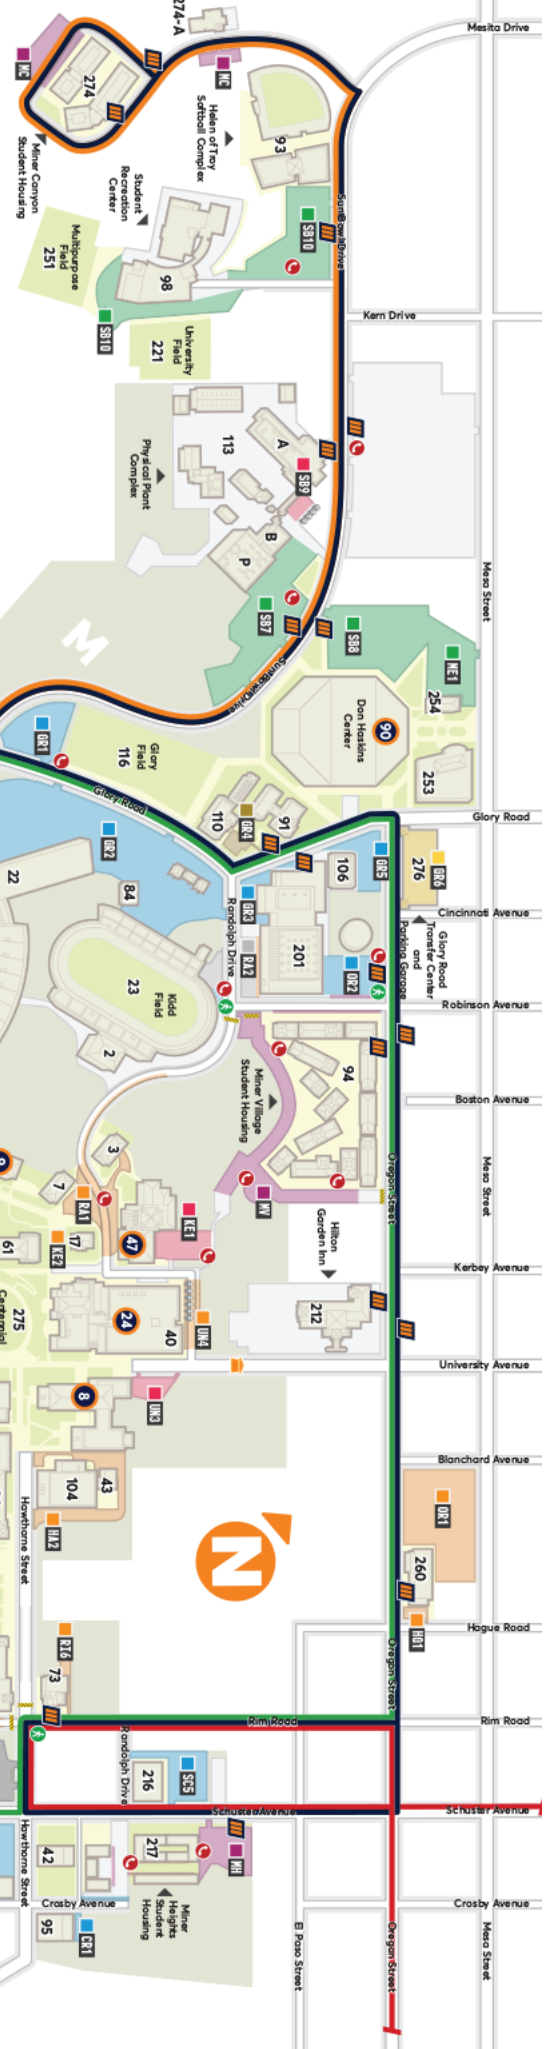 274-A
Mesita Drive
MC
274
MC
Helen of Troy
Softball Complex
93
Miner Canyon
Student Housing
Student
Recreation
Center
Sun Bowl Drive
SB10
Multipurpose
Field
251
98
SB10
Kern Drive
University
Field
221
113
A
SB9
Physical Plant
Complex
B
P
Mesa Street
SB7
SB8
NE1
M
Sun Bowl Drive
254
Don Haskins
Center
90
253
GR1
Glory
Field
116
Glory Road
110
GR4
91
Glory Road
GR2
GR5
276
GR6
106
22
84
GR3
Cincinnati Avenue
Glory Road
Transfer Center
and
Parking Garage
Randolph Drive
RA2
201
OR2
Kidd
Field
23
Robinson Avenue
2
94
Miner Village
Student Housing
Boston Avenue
3
9
7
RA1
Oregon Street
Mesa Street
MV
KE1
17
KE2
61
47
Hilton
Garden Inn
Kerbey Avenue
Centennial
275
24
40
UN4
212
University Avenue
8
UN3
Blanchard Avenue
104
43
HA2
Hawthorne Street
OR1
N
260
HG1
Hague Road
RI6
73
Oregon Street
Rim Road
Rim Road
Randolph Drive
216
SC5
Schuster Avenue
Schuster Avenue
Hawthorne Street
42
217
MH
Miner
Heights
Student
Housing
Crosby Avenue
Crosby Avenue
95
CR1
El Paso Street
Oregon Street
Mesa Street